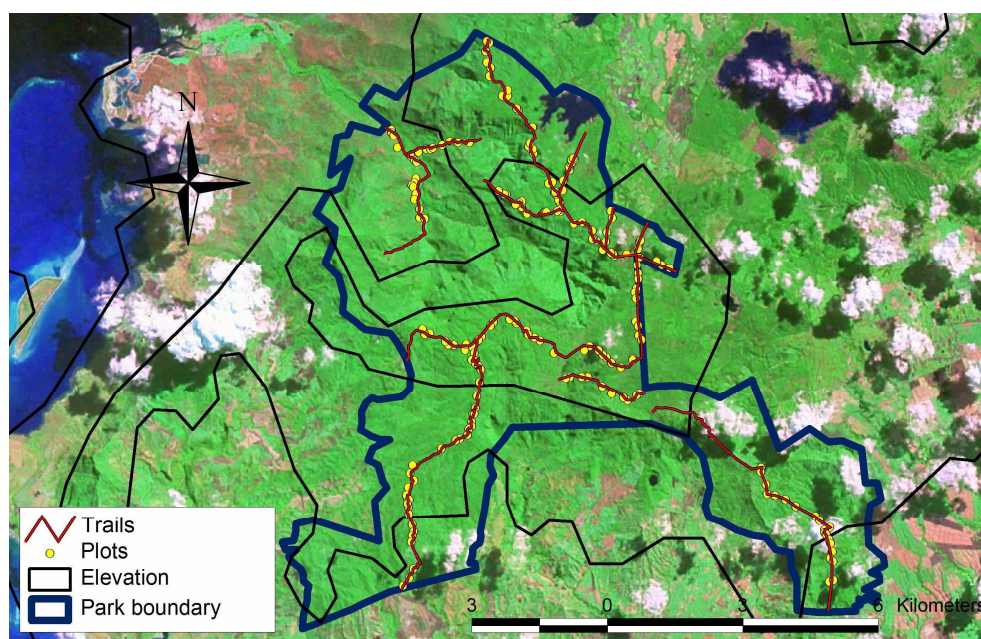 N
Trails
Plots
Elevation
Park boundary
3 0 3 6 Kilometers